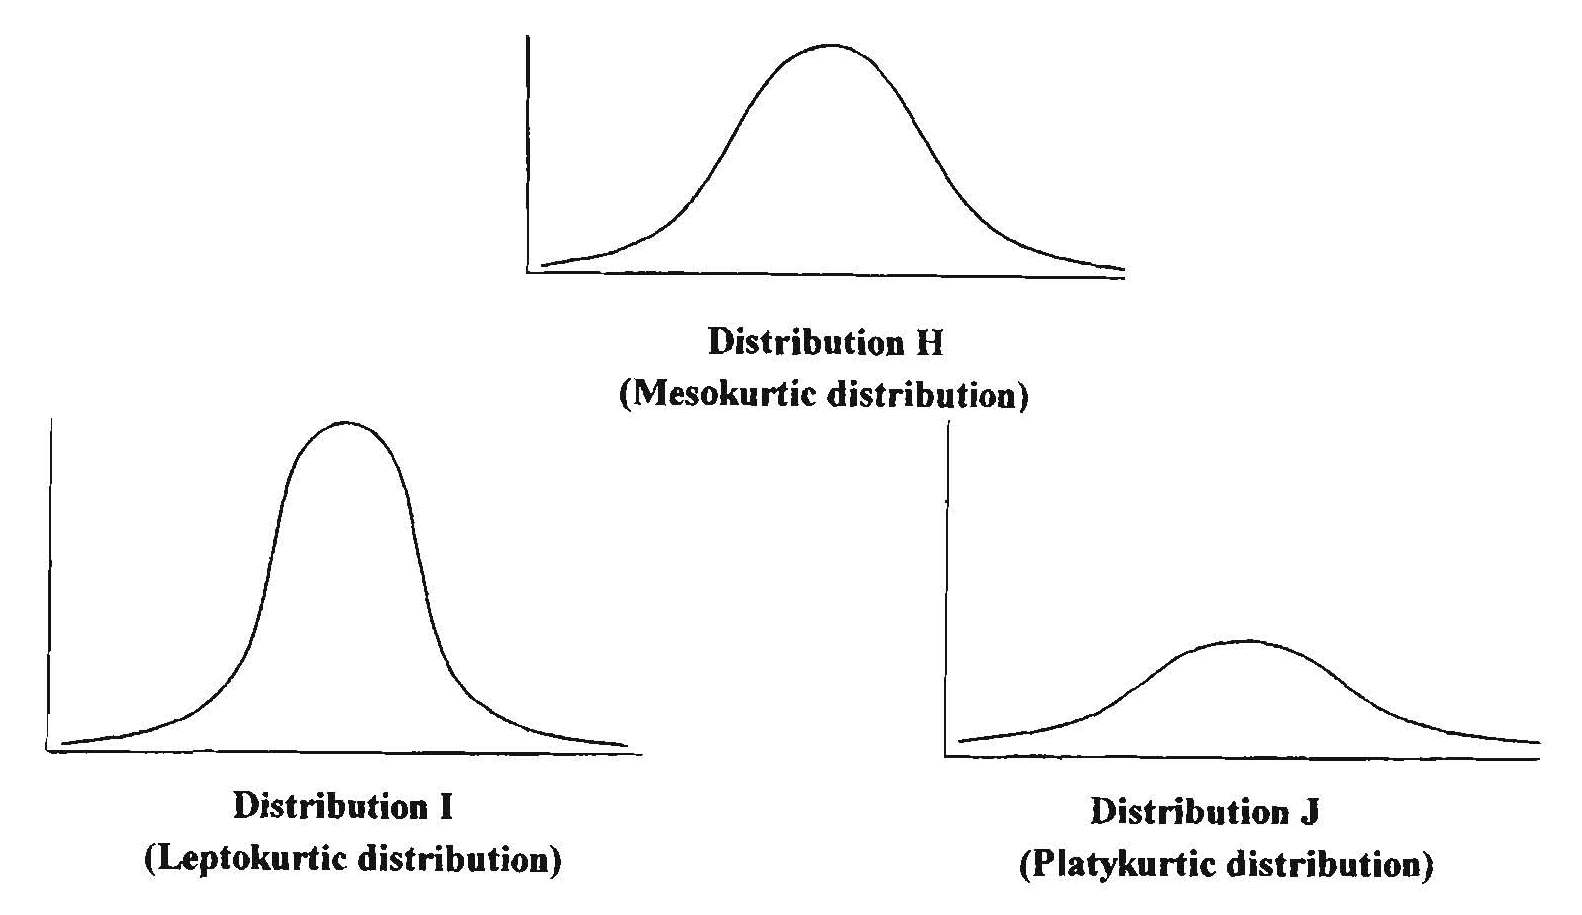 Distribution H
(Mesokurtic distribution)
Distribution I
(Leptokurtic distribution)
Distribution J
(Platykurtic distribution)